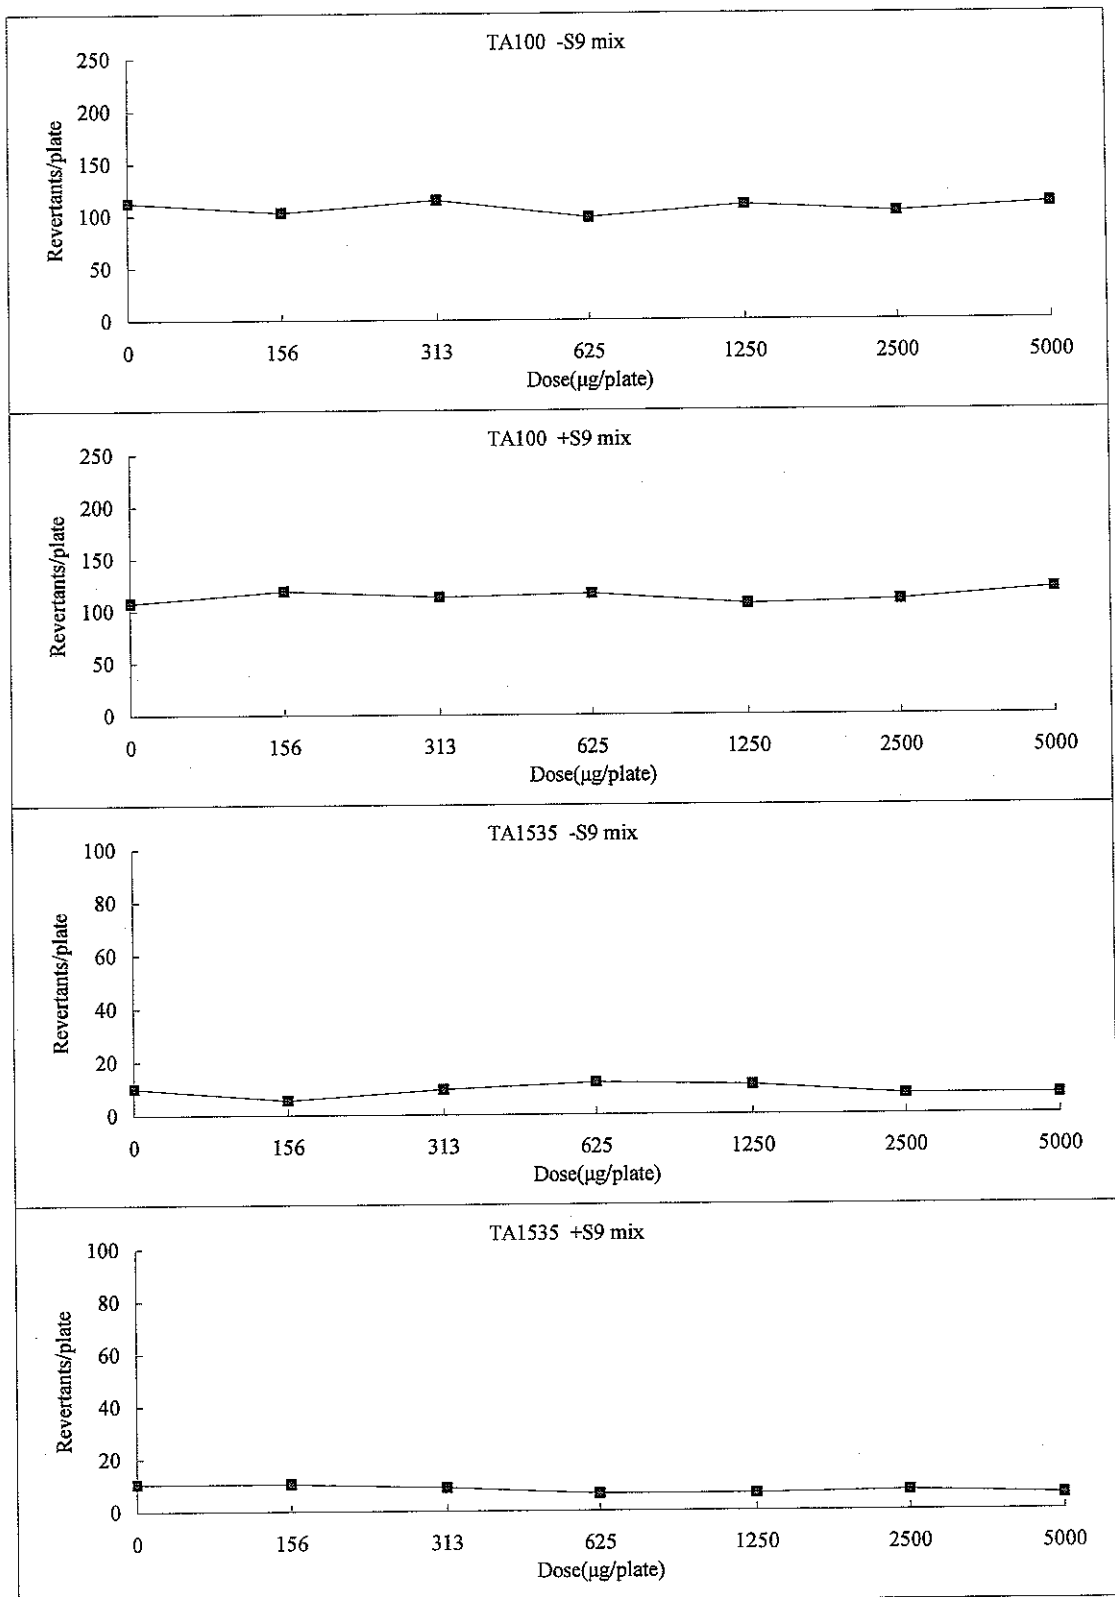 TA100 -S9 mix
250
200
150
100
50
0
Revertants/plate
0 156 313 625 1250 2500 5000
Dose(μg/plate)
TA100 +S9 mix
250
200
150
100
50
0
Revertants/plate
0 156 313 625 1250 2500 5000
Dose(μg/plate)
TA1535 -S9 mix
100
80
60
40
20
0
Revertants/plate
0 156 313 625 1250 2500 5000
Dose(μg/plate)
TA1535 +S9 mix
100
80
60
40
20
0
Revertants/plate
0 156 313 625 1250 2500 5000
Dose(μg/plate)